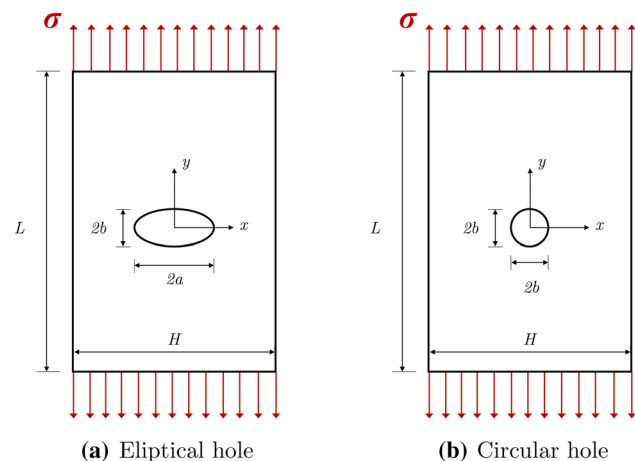 σ
σ
L
y
x
2b
2a
H
L
y
x
2b
2b
H
(a) Eliptical hole
(b) Circular hole